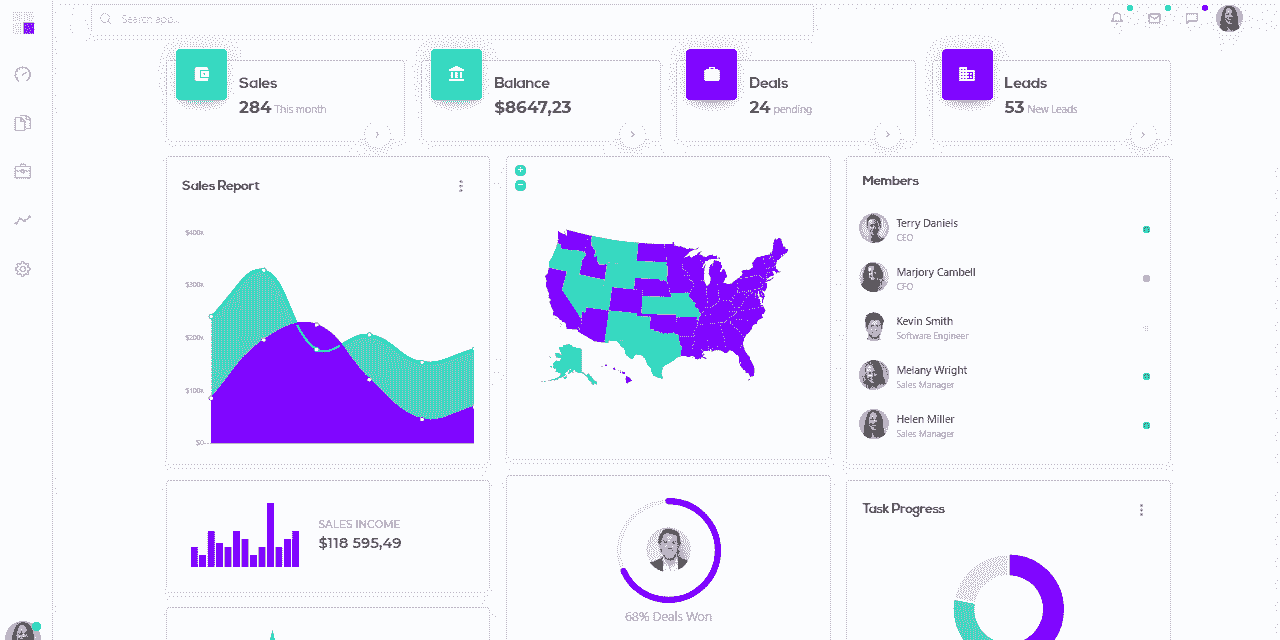 Search app...
Sales
284 This month
Balance
$8647,23
Deals
24 pending
Leads
53 New Leads
Sales Report
$400k
$300k
$200k
$100k
$0
Members
Terry Daniels
CEO
Marjory Cambell
CFO
Kevin Smith
Software Engineer
Melany Wright
Sales Manager
Helen Miller
Sales Manager
SALES INCOME
$118 595,49
68% Deals Won
Task Progress